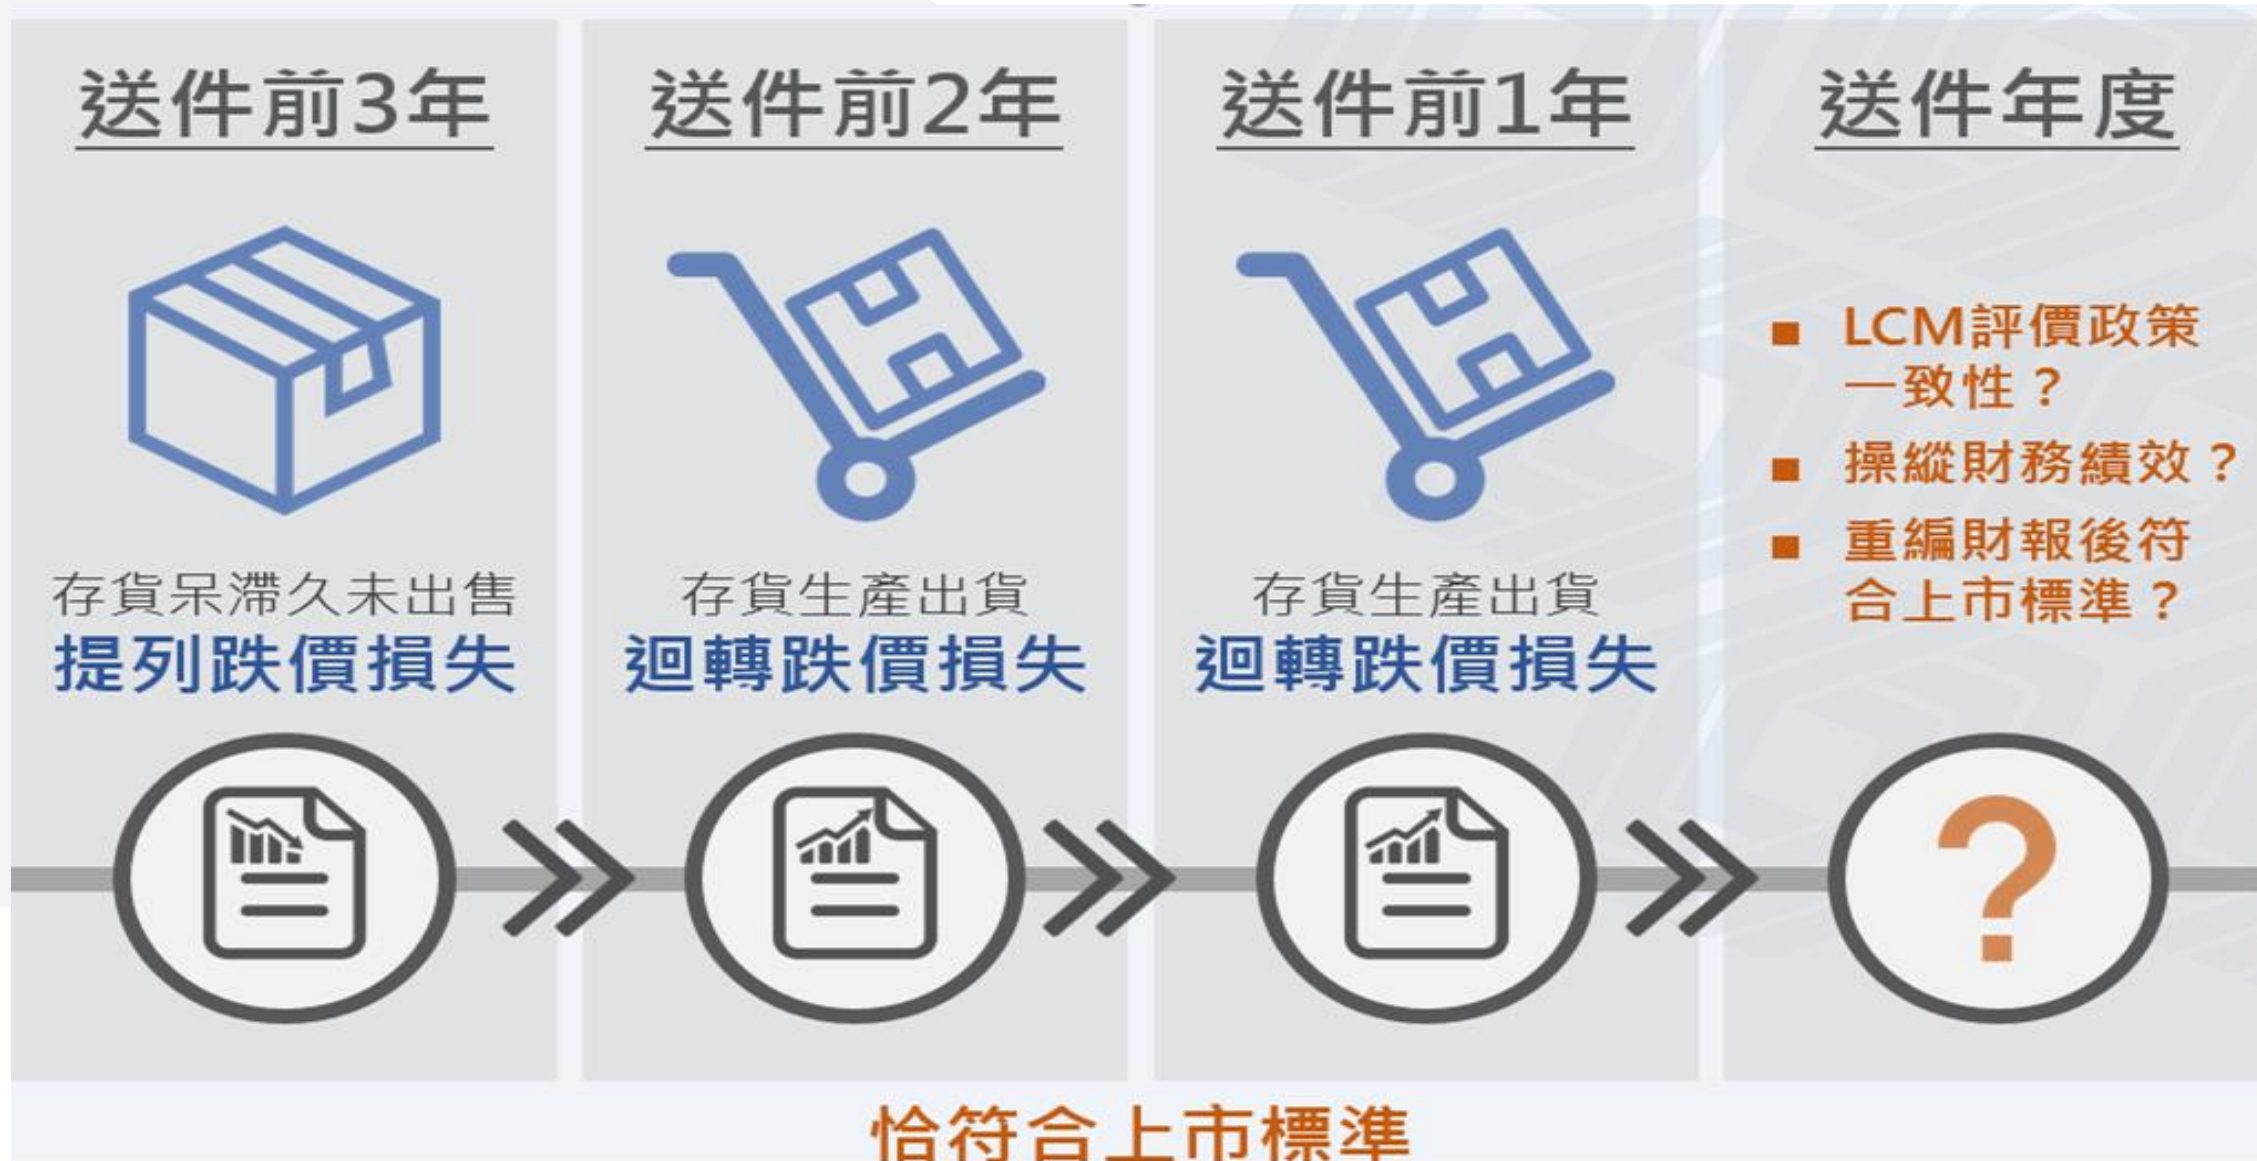 送件前3年
存貨呆滯久未出售
提列跌價損失
送件前2年
存貨生產出貨
迴轉跌價損失
送件前1年
存貨生產出貨
迴轉跌價損失
送件年度
■ LCM評價政策
一致性？
■ 操縱財務績效？
■ 重編財報後符
合上市標準？
?
恰符合上市標準